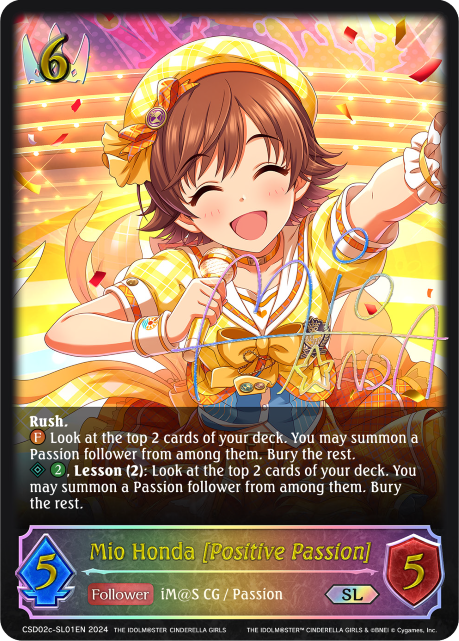 6
Mio
HONDA
Rush.
F Look at the top 2 cards of your deck. You may summon a
Passion follower from among them. Bury the rest.
2, Lesson (2): Look at the top 2 cards of your deck. You
may summon a Passion follower from among them. Bury
the rest.
5
Mio Honda [Positive Passion]
5
Follower
iM@S CG / Passion
SL
CSD02c-SL01EN 2024 THE IDOLM@STER CINDERELLA GIRLS THE IDOLM@STER™ CINDERELLA GIRLS & ©BNEI © Cygames, Inc.